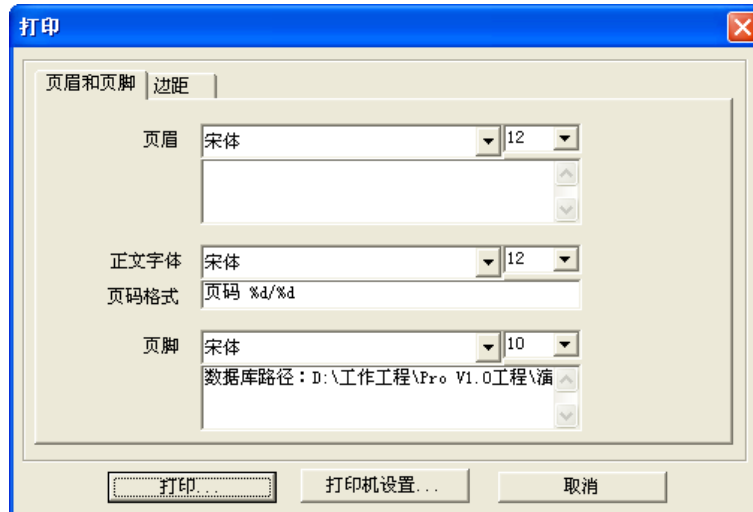 打印
页眉和页脚 边距
页眉 宋体 12
正文字体 宋体 12
页码格式 页码 %d/%d
页脚 宋体 10
数据库路径：D:\工作工程\Pro V1.0工程\演
打印... 打印机设置... 取消